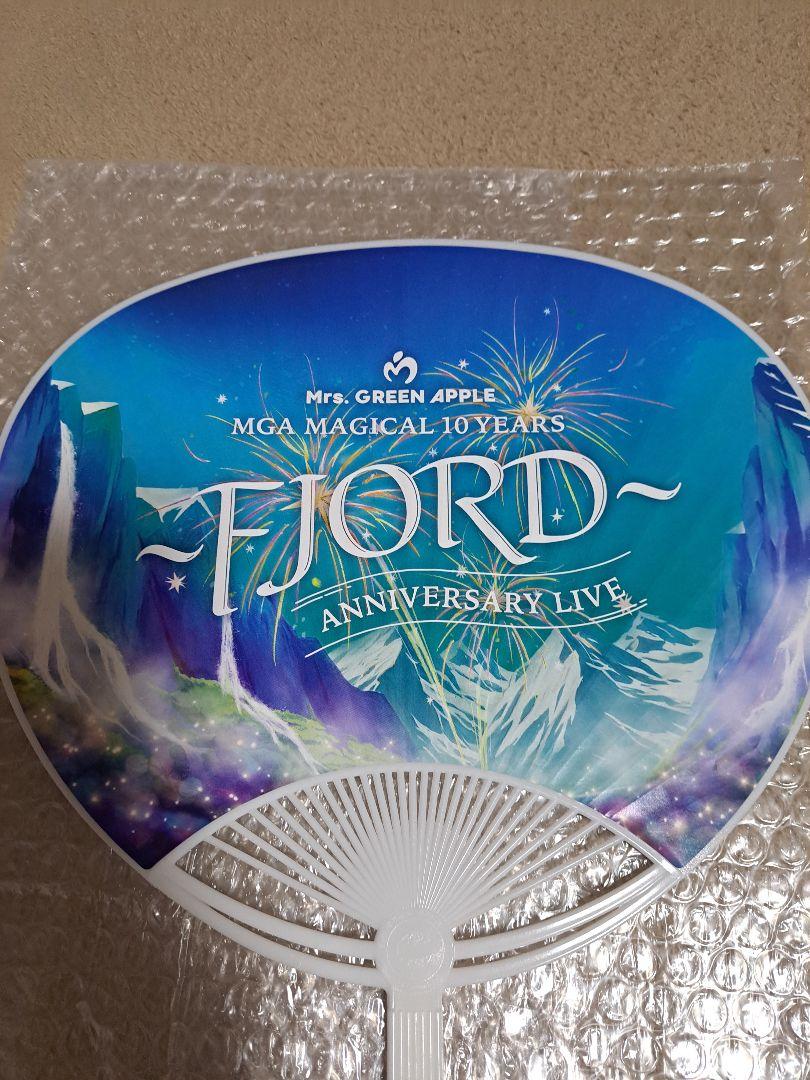 Mrs. GREEN APPLE
MGA MAGICAL 10 YEARS
~FJORD~
ANNIVERSARY LIVE